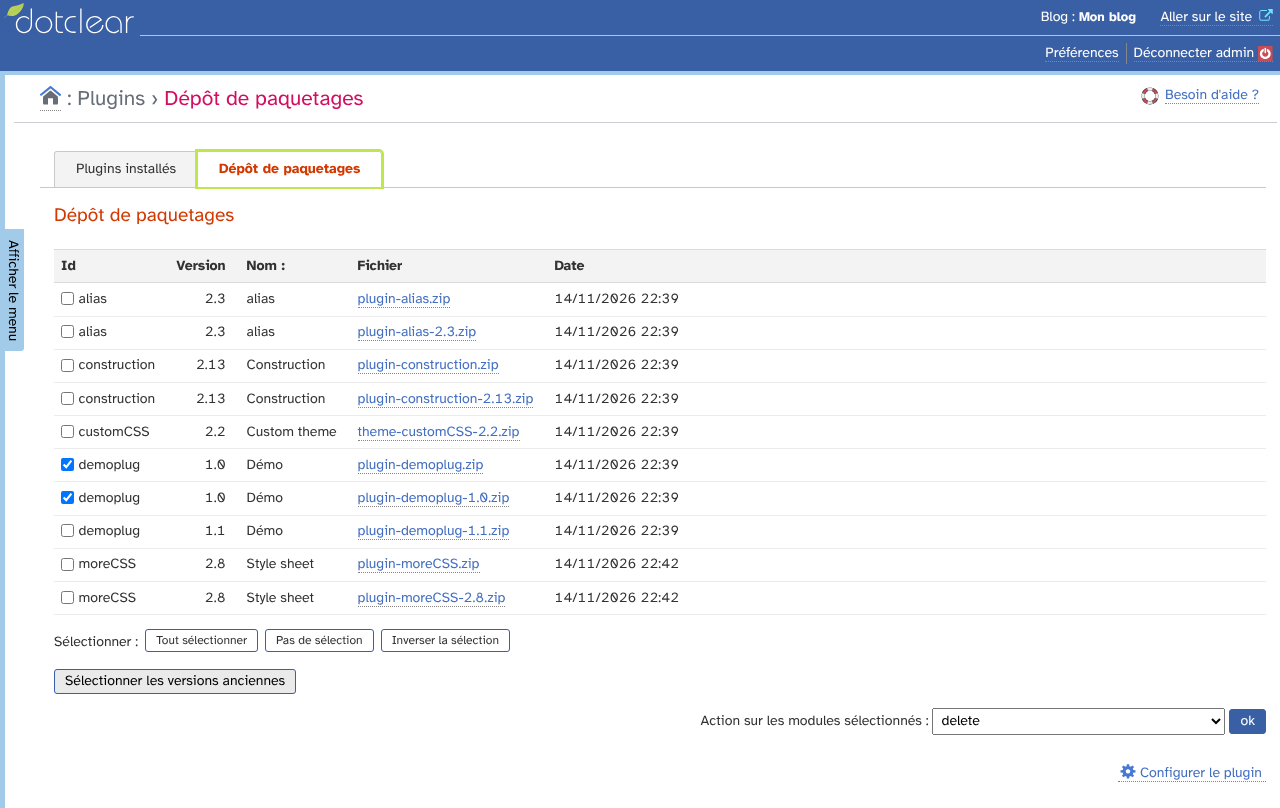 dotclear
Blog : Mon blog Aller sur le site
Préférences Déconnecter admin
: Plugins › Dépôt de paquetages
Besoin d'aide ?
Plugins installés Dépôt de paquetages
Dépôt de paquetages
Afficher le menu
Id Version Nom : Fichier Date
alias 2.3 alias plugin-alias.zip 14/11/2026 22:39
alias 2.3 alias plugin-alias-2.3.zip 14/11/2026 22:39
construction 2.13 Construction plugin-construction.zip 14/11/2026 22:39
construction 2.13 Construction plugin-construction-2.13.zip 14/11/2026 22:39
customCSS 2.2 Custom theme theme-customCSS-2.2.zip 14/11/2026 22:39
demoplug 1.0 Démo plugin-demoplug.zip 14/11/2026 22:39
demoplug 1.0 Démo plugin-demoplug-1.0.zip 14/11/2026 22:39
demoplug 1.1 Démo plugin-demoplug-1.1.zip 14/11/2026 22:39
moreCSS 2.8 Style sheet plugin-moreCSS.zip 14/11/2026 22:42
moreCSS 2.8 Style sheet plugin-moreCSS-2.8.zip 14/11/2026 22:42
Sélectionner : Tout sélectionner Pas de sélection Inverser la sélection
Sélectionner les versions anciennes
Action sur les modules sélectionnés : delete ok
Configurer le plugin